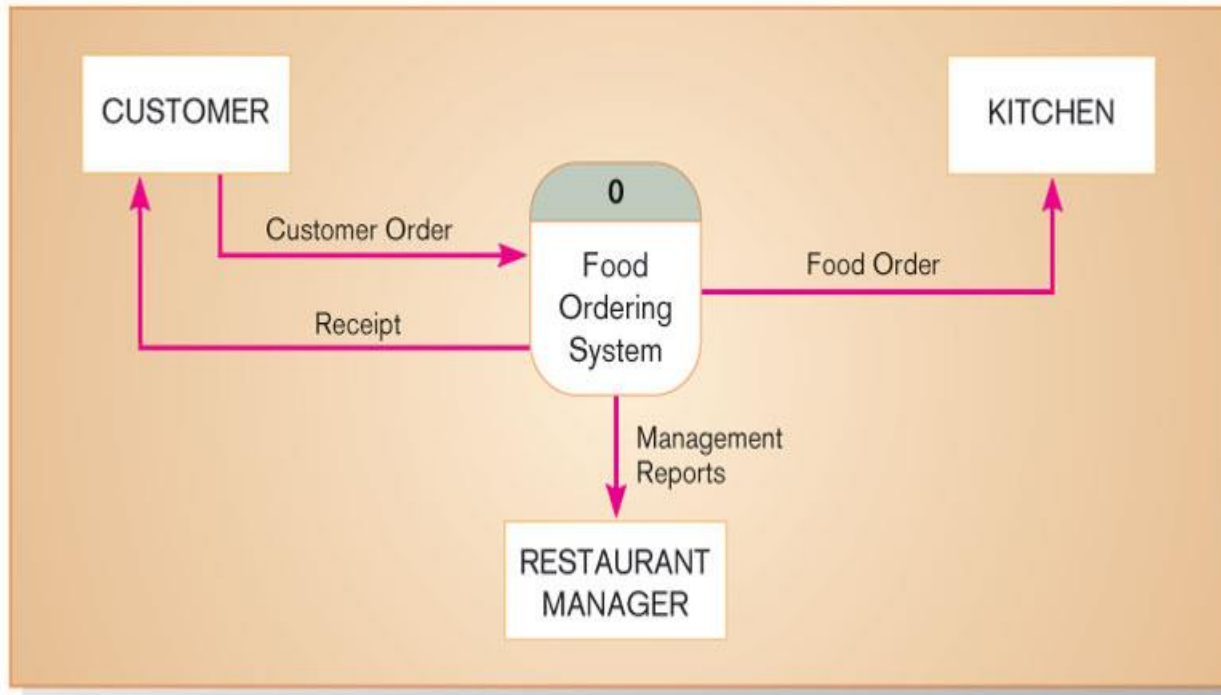 CUSTOMER
KITCHEN
0
Customer Order
Food
Ordering
System
Food Order
Receipt
Management
Reports
RESTAURANT
MANAGER